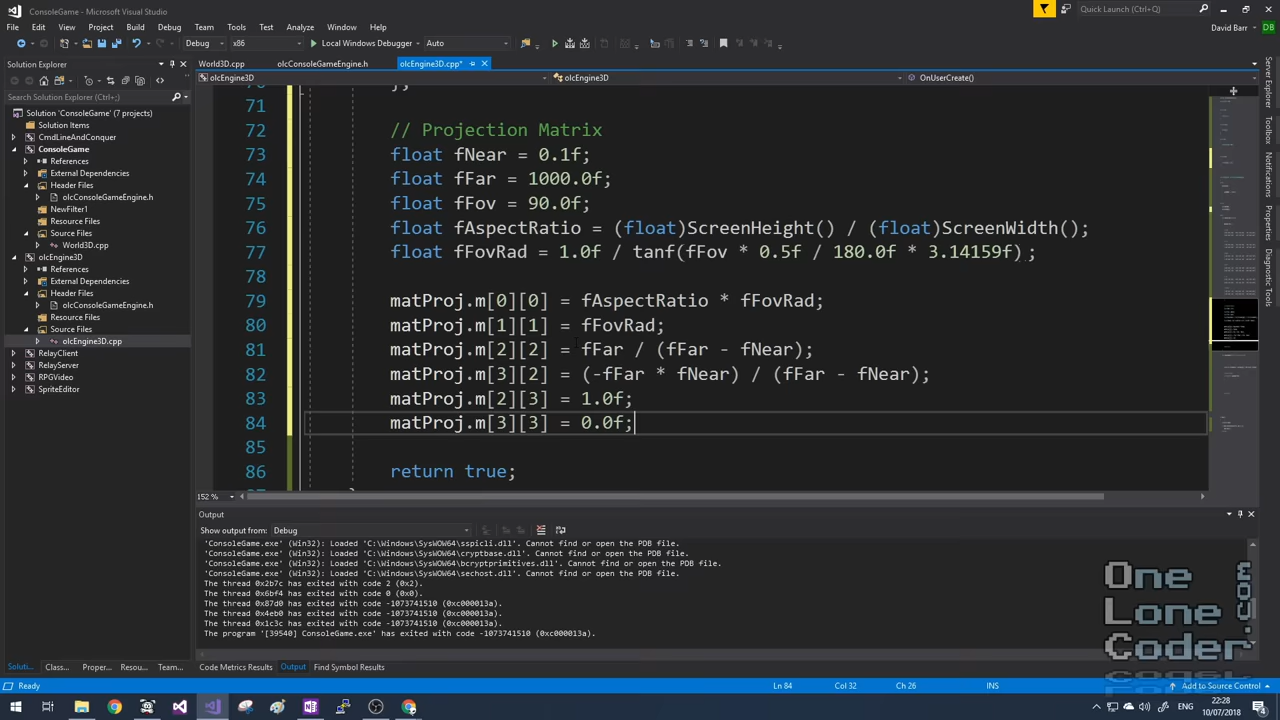 ConsoleGame - Microsoft Visual Studio
Quick Launch (Ctrl+Q)
File Edit View Project Build Debug Team Tools Test Analyze Window Help
David Barr
DB
Debug x86 Local Windows Debugger Auto
Solution Explorer
World3D.cpp olcConsoleGameEngine.h olcEngine3D.cpp*
olcEngine3D olcEngine3D OnUserCreate()
Search Solution Explorer (Ctrl+;)
Solution 'ConsoleGame' (7 projects)
Solution Items
CmdLineAndConquer
ConsoleGame
References
External Dependencies
Header Files
olcConsoleGameEngine.h
NewFilter1
Resource Files
Source Files
World3D.cpp
olcEngine3D
References
External Dependencies
Header Files
olcConsoleGameEngine.h
Resource Files
Source Files
olcEngine3D.cpp
RelayClient
RelayServer
RPGVideo
SpriteEditor
};
71
72 // Projection Matrix
73 float fNear = 0.1f;
74 float fFar = 1000.0f;
75 float fFov = 90.0f;
76 float fAspectRatio = (float)ScreenHeight() / (float)ScreenWidth();
77 float fFovRad = 1.0f / tanf(fFov * 0.5f / 180.0f * 3.14159f);
78
79 matProj.m[0][0] = fAspectRatio * fFovRad;
80 matProj.m[1][1] = fFovRad;
81 matProj.m[2][2] = fFar / (fFar - fNear);
82 matProj.m[3][2] = (-fFar * fNear) / (fFar - fNear);
83 matProj.m[2][3] = 1.0f;
84 matProj.m[3][3] = 0.0f;
85
86 return true;
152 %
Server Explorer
Toolbox
Team Explorer
Diagnostic Tools
Output
Show output from: Debug
'ConsoleGame.exe' (Win32): Loaded 'C:\Windows\SysWOW64\sspicli.dll'. Cannot find or open the PDB file.
'ConsoleGame.exe' (Win32): Loaded 'C:\Windows\SysWOW64\cryptbase.dll'. Cannot find or open the PDB file.
'ConsoleGame.exe' (Win32): Loaded 'C:\Windows\SysWOW64\bcryptprimitives.dll'. Cannot find or open the PDB file.
'ConsoleGame.exe' (Win32): Loaded 'C:\Windows\SysWOW64\sechost.dll'. Cannot find or open the PDB file.
The thread 0x2b7c has exited with code 2 (0x2).
The thread 0x6bf4 has exited with code 0 (0x0).
The thread 0x87d0 has exited with code -1073741510 (0xc000013a).
The thread 0x4eb0 has exited with code -1073741510 (0xc000013a).
The thread 0x1c3c has exited with code -1073741510 (0xc000013a).
The program '[39540] ConsoleGame.exe' has exited with code -1073741510 (0xc000013a).
One
Lone
Coder
.com
Soluti... Class... Proper... Resou... Team...
Code Metrics Results Output Find Symbol Results
Ready Ln 84 Col 32 Ch 26 INS Add to Source Control
22:28
10/07/2018